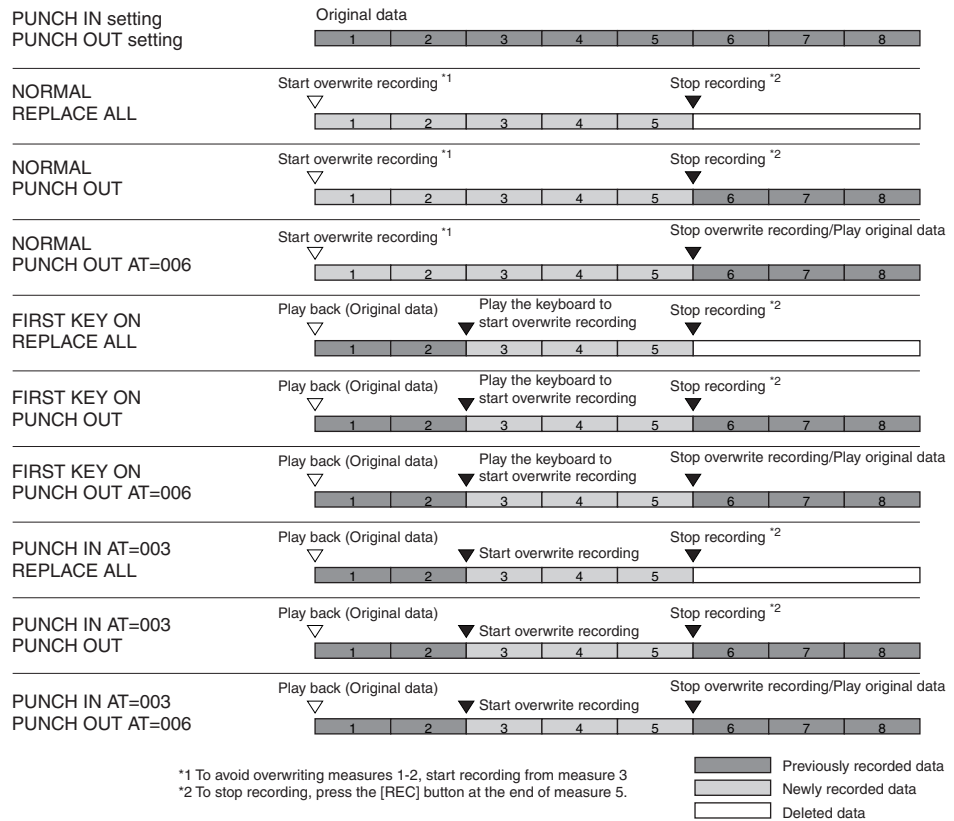 PUNCH IN setting
PUNCH OUT setting
Original data
1 2 3 4 5 6 7 8
NORMAL
REPLACE ALL
Start overwrite recording *1
Stop recording *2
1 2 3 4 5
NORMAL
PUNCH OUT
Start overwrite recording *1
Stop recording *2
1 2 3 4 5 6 7 8
NORMAL
PUNCH OUT AT=006
Start overwrite recording *1
Stop overwrite recording/Play original data
1 2 3 4 5 6 7 8
FIRST KEY ON
REPLACE ALL
Play back (Original data)
Play the keyboard to
start overwrite recording
Stop recording *2
1 2 3 4 5
FIRST KEY ON
PUNCH OUT
Play back (Original data)
Play the keyboard to
start overwrite recording
Stop recording *2
1 2 3 4 5 6 7 8
FIRST KEY ON
PUNCH OUT AT=006
Play back (Original data)
Play the keyboard to
start overwrite recording
Stop overwrite recording/Play original data
1 2 3 4 5 6 7 8
PUNCH IN AT=003
REPLACE ALL
Play back (Original data)
Start overwrite recording
Stop recording *2
1 2 3 4 5
PUNCH IN AT=003
PUNCH OUT
Play back (Original data)
Start overwrite recording
Stop recording *2
1 2 3 4 5 6 7 8
PUNCH IN AT=003
PUNCH OUT AT=006
Play back (Original data)
Start overwrite recording
Stop overwrite recording/Play original data
1 2 3 4 5 6 7 8
*1 To avoid overwriting measures 1-2, start recording from measure 3
*2 To stop recording, press the [REC] button at the end of measure 5.
Previously recorded data
Newly recorded data
Deleted data